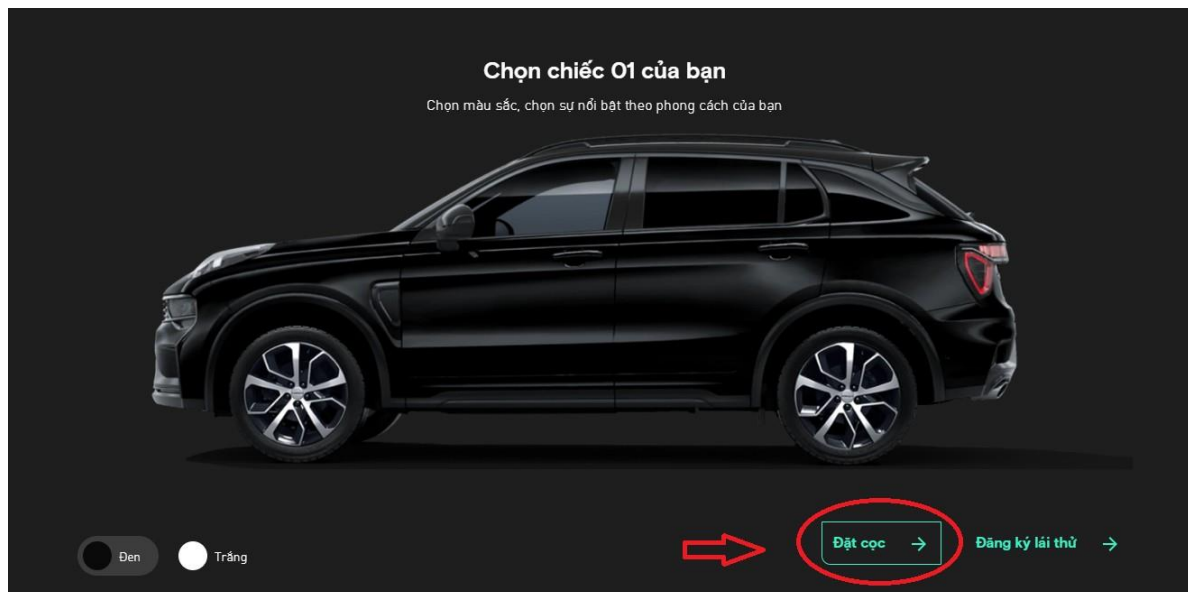 Chọn chiếc 01 của bạn
Chọn màu sắc, chọn sự nổi bật theo phong cách của bạn
Đen
Trắng
Đặt cọc
Đăng ký lái thử